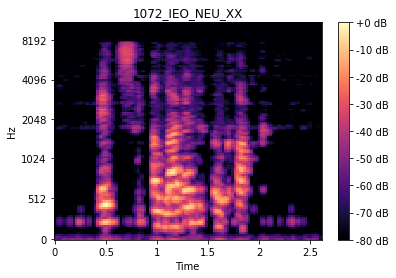 1072_IEO_NEU_XX
8192
4096
2048
1024
512
0
Hz
0
0.5
1
1.5
2
2.5
Time
+0 dB
-10 dB
-20 dB
-30 dB
-40 dB
-50 dB
-60 dB
-70 dB
-80 dB